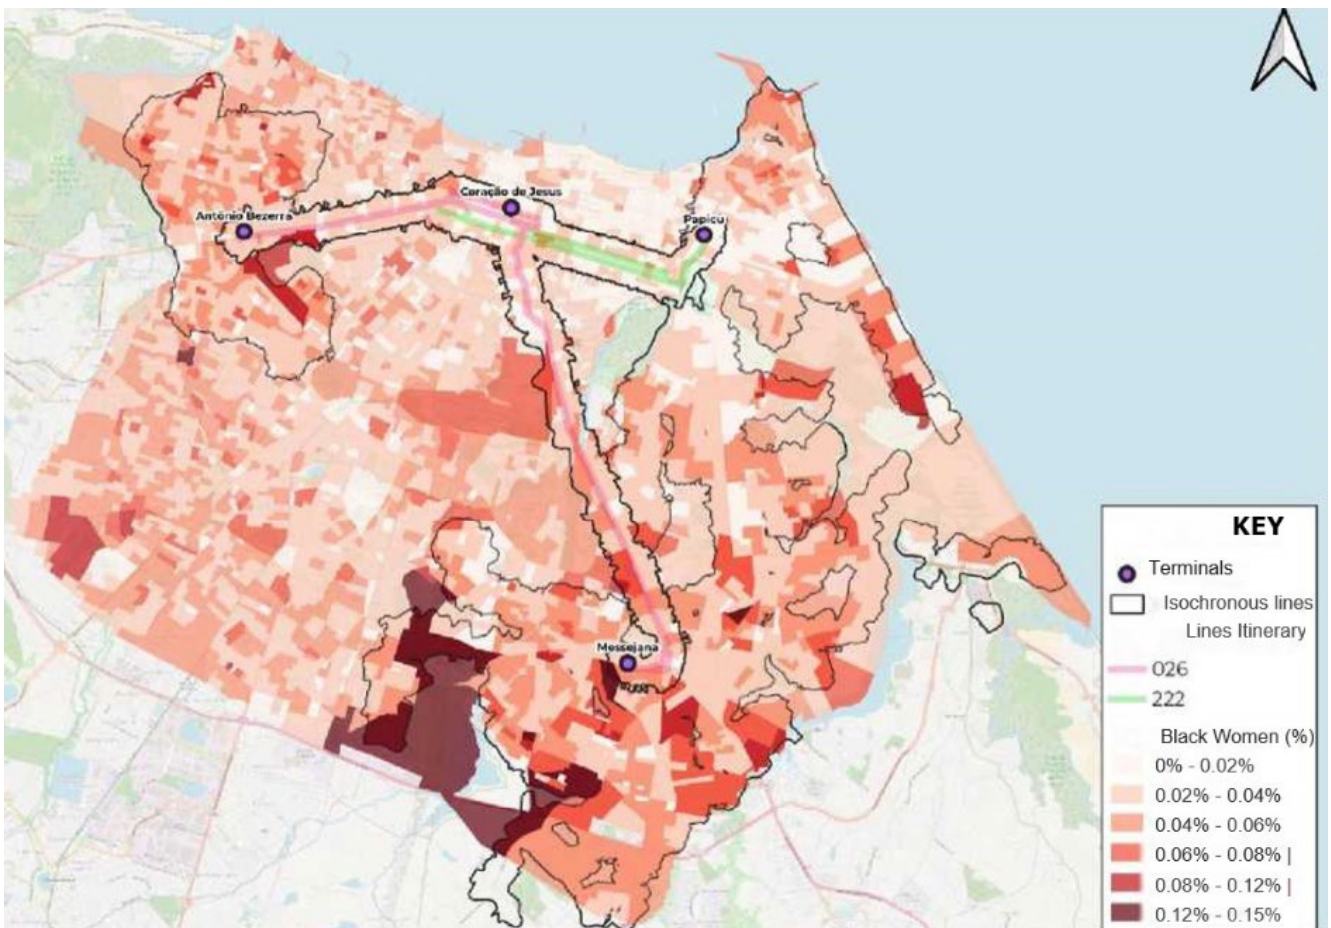 Coração de Jesus
Antônio Bezerra
Papicu
Messejana
KEY
Terminals
Isochronous lines
Lines Itinerary
026
222
Black Women (%)
0% - 0.02%
0.02% - 0.04%
0.04% - 0.06%
0.06% - 0.08% |
0.08% - 0.12% |
0.12% - 0.15%